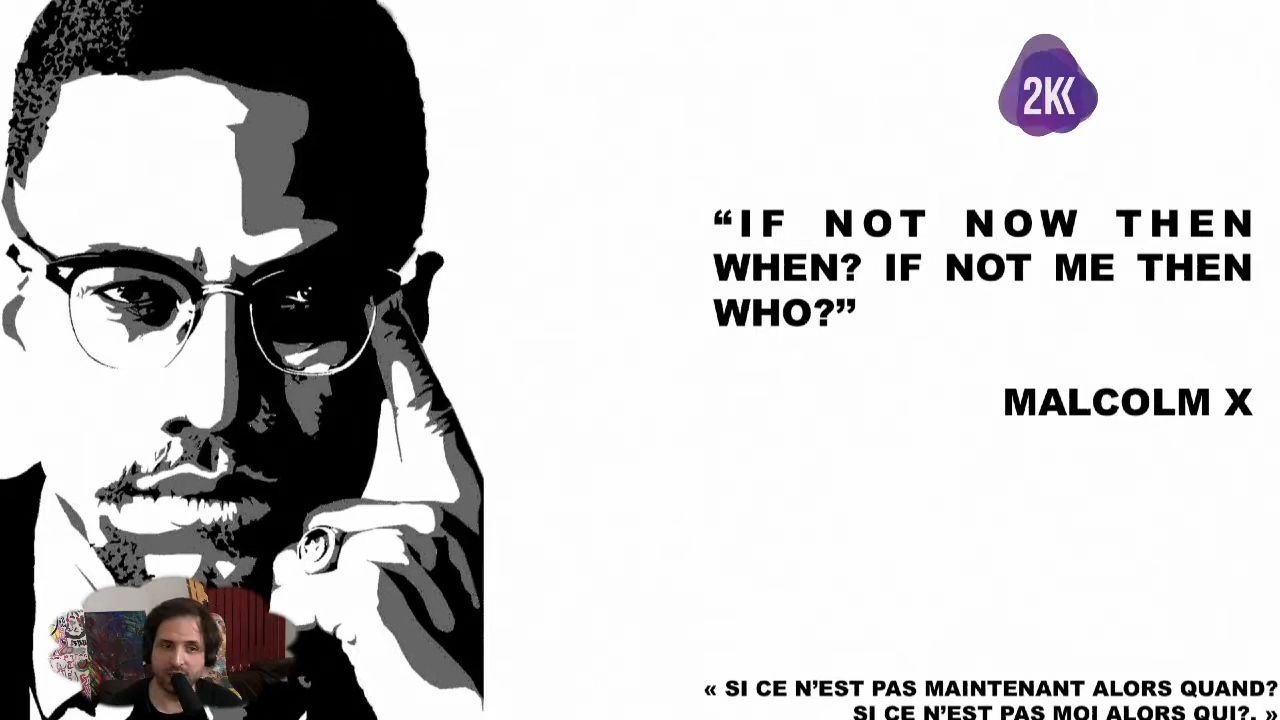 2K
“IF NOT NOW THEN
WHEN? IF NOT ME THEN
WHO?”
MALCOLM X
« SI CE N’EST PAS MAINTENANT ALORS QUAND?
SI CE N’EST PAS MOI ALORS QUI?. »